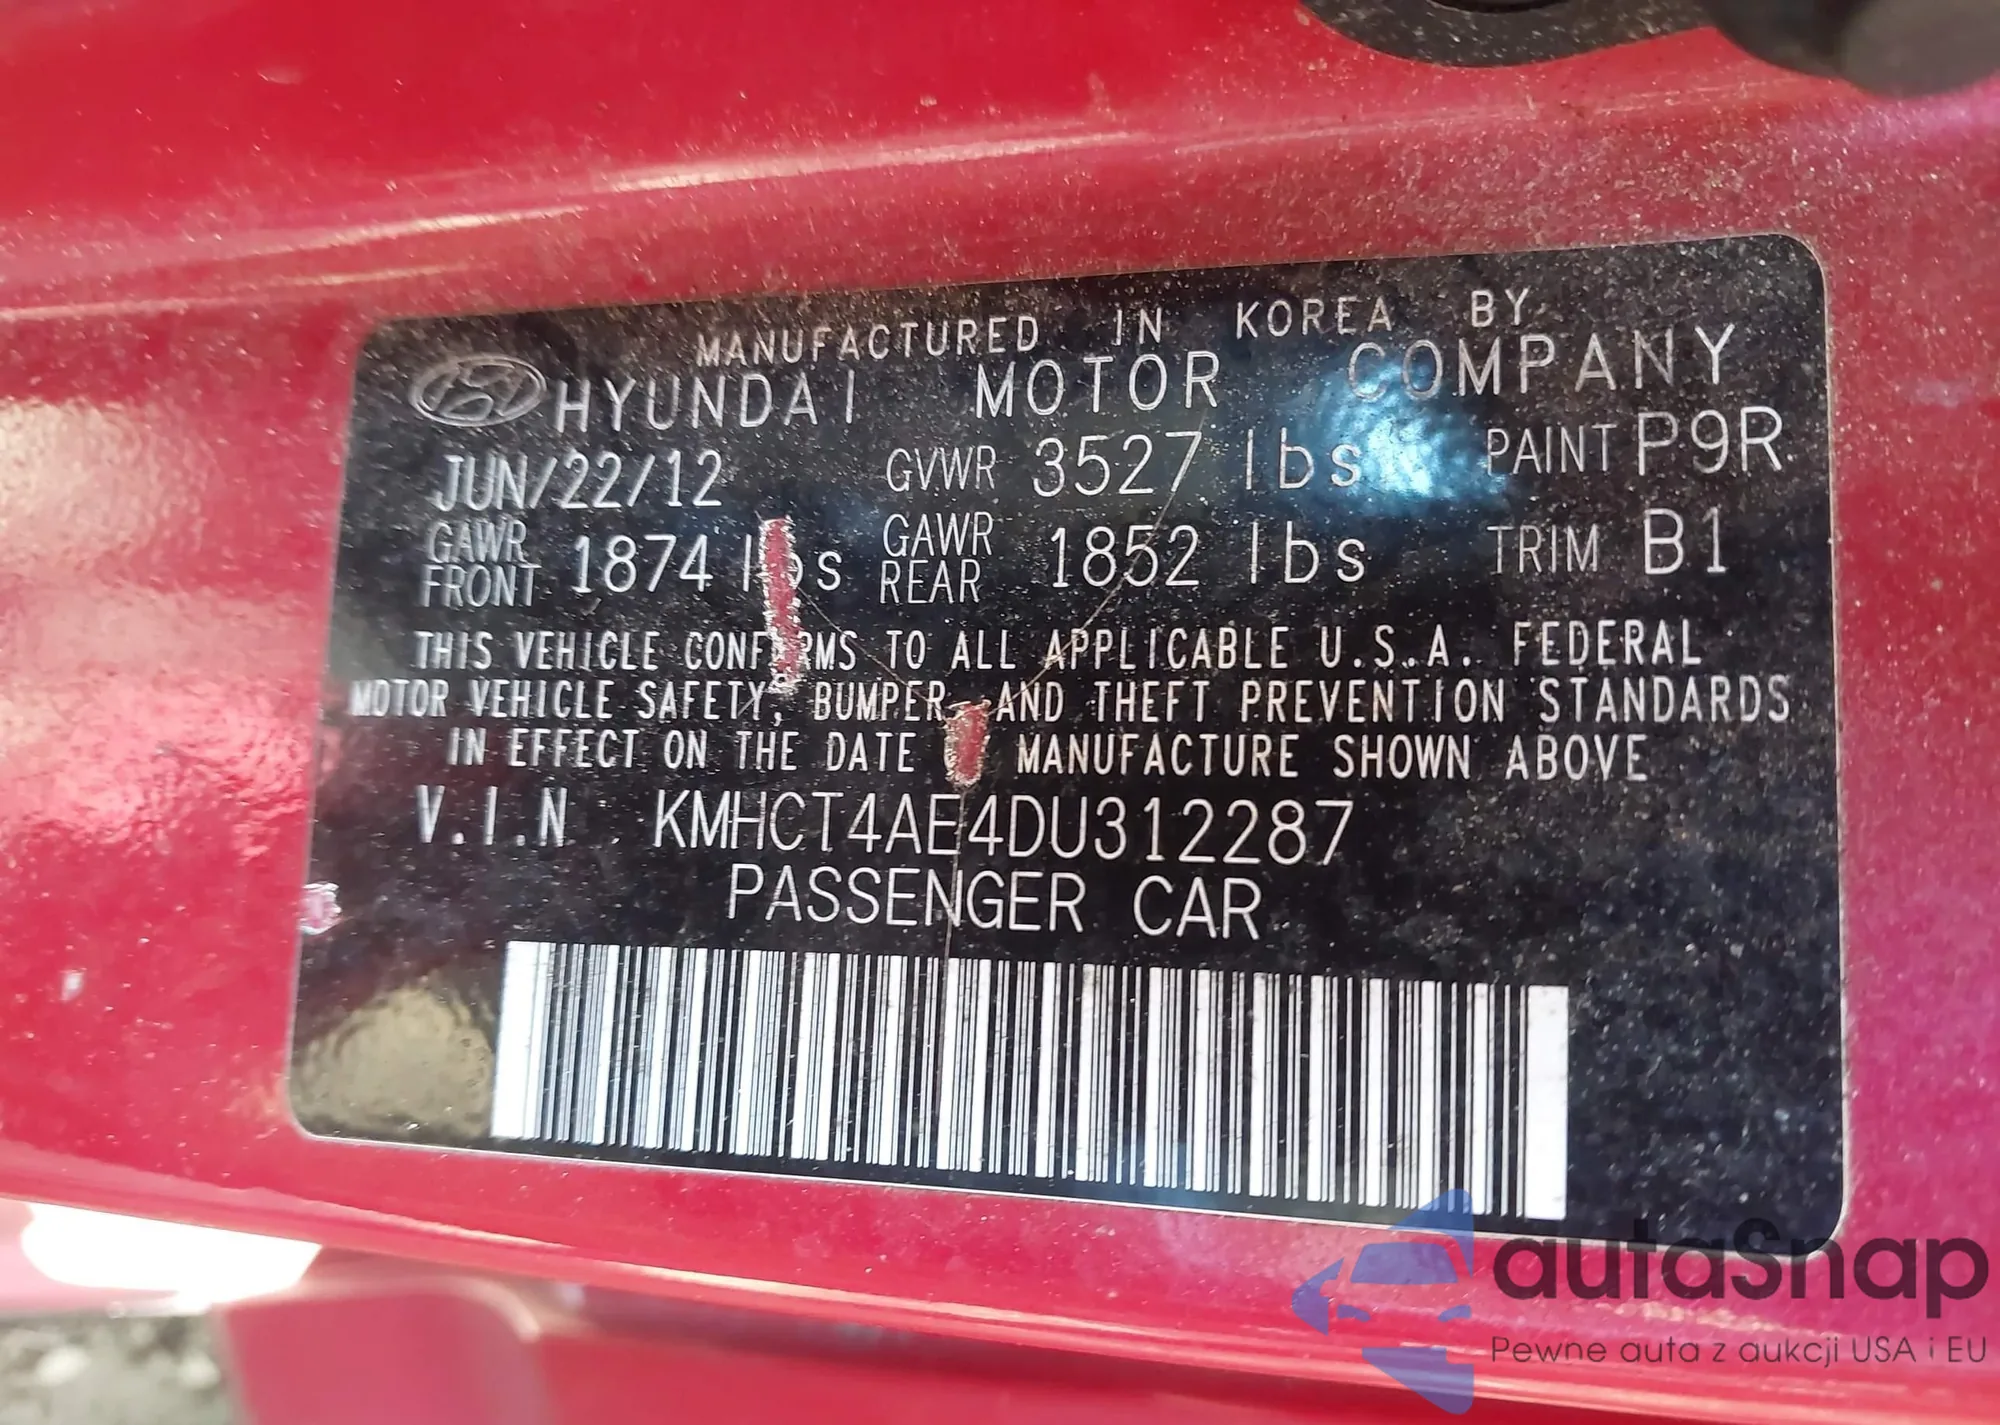 MANUFACTURED IN KOREA BY
HYUNDAI MOTOR COMPANY
JUN/22/12 GVWR 3527 lbs PAINT P9R
GAWR FRONT 1874 lbs GAWR REAR 1852 lbs TRIM B1
THIS VEHICLE CONFORMS TO ALL APPLICABLE U.S.A. FEDERAL
MOTOR VEHICLE SAFETY, BUMPER, AND THEFT PREVENTION STANDARDS
IN EFFECT ON THE DATE MANUFACTURE SHOWN ABOVE
V.I.N KMHCT4AE4DU312287
PASSENGER CAR
autaSnap
Pewne auta z aukcji USA i EU